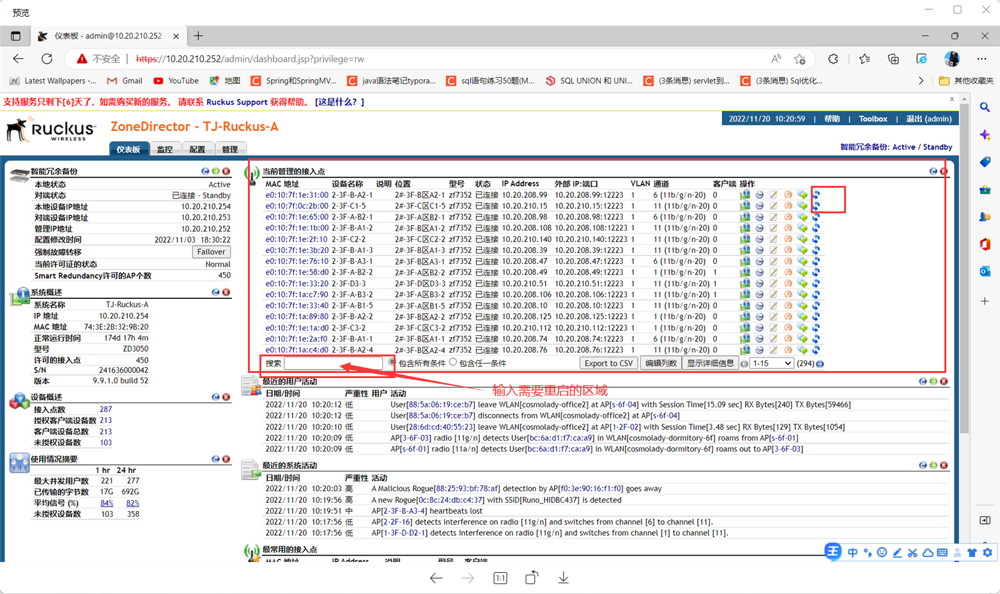 预览
仪表板 - admin@10.20.210.252 -
不安全 | https://10.20.210.252/admin/dashboard.jsp?privilege=rw
Latest Wallpapers -... Gmail YouTube 地图 Spring和SpringMV... java语法笔记typora... sql语句练习50题(M... SQL UNION 和 UNI... (3条消息) servlet到... (3条消息) Sql优化,... 其他收藏夹
支持服务只剩下[6]天了，如需购买新的服务。 请联系 Ruckus Support 获得帮助。 [这是什么？]
RUCKUS WIRELESS
ZoneDirector - TJ-Ruckus-A
2022/11/20 10:20:59 | 帮助 | Toolbox | 退出 (admin)
仪表板 监控 配置 管理
智能冗余备份: Active / Standby
智能冗余备份
本地状态 Active
对端状态 已连接 - Standby
本地设备IP地址 10.20.210.254
对端设备IP地址 10.20.210.253
管理IP地址 10.20.210.252
配置修改时间 2022/11/03 18:30:22
强制故障转移 Failover
当前许可证的状态 Normal
Smart Redundancy许可的AP个数 450
系统概述
系统名称 TJ-Ruckus-A
IP 地址 10.20.210.254
MAC 地址 74:3E:2B:32:9B:20
正常运行时间 174d 17h 4m
型号 ZD3050
许可的接入点 450
S/N 241636000042
版本 9.9.1.0 build 52
设备概述
接入点数 287
授权客户端设备数 213
客户端设备总数 213
未授权设备数 103
使用情况摘要
1 hr 24 hr
最大并发用户数 221 277
已传输的字节数 17G 692G
平均信号 (%) 84% 82%
未授权设备数 103 358
当前管理的接入点
MAC 地址 设备名称 说明 位置 型号 状态 IP Address 外部 IP:端口 VLAN 通道 客户端 操作
e0:10:7f:1e:31:00 2-3F-B-A2-1 2#-3F-B区A2-1 zf7352 已连接 10.20.208.99 10.20.208.99:12223 1 6 (11b/g/n-20) 0
e0:10:7f:0c:2b:00 2-3F-C1-5 2#-3F-C区C1-5 zf7352 已连接 10.20.210.15 10.20.210.15:12223 1 11 (11b/g/n-20) 0
e0:10:7f:1e:65:00 2-3F-A-B2-1 2#-3F-A区B2-1 zf7352 已连接 10.20.208.98 10.20.208.98:12223 1 6 (11b/g/n-20) 0
e0:10:7f:1e:1b:00 2-3F-B-A1-2 2#-3F-B区A1-2 zf7352 已连接 10.20.208.108 10.20.208.108:12223 1 11 (11b/g/n-20) 0
e0:10:7f:1e:2f:10 2-3F-C2-2 2#-3F-C区C2-2 zf7352 已连接 10.20.210.140 10.20.210.140:12223 1 11 (11b/g/n-20) 0
e0:10:7f:1e:3b:20 2-3F-B-A1-3 2#-3F-B区A1-3 zf7352 已连接 10.20.208.39 10.20.208.39:12223 1 11 (11b/g/n-20) 0
e0:10:7f:1e:76:10 2-3F-B-A3-1 2#-3F-B区A3-1 zf7352 已连接 10.20.208.47 10.20.208.47:12223 1 6 (11b/g/n-20) 0
e0:10:7f:1e:58:d0 2-3F-A-B2-2 2#-3F-A区B2-2 zf7352 已连接 10.20.208.49 10.20.208.49:12223 1 1 (11b/g/n-20) 1
e0:10:7f:1e:33:20 2-3F-D3-3 2#-3F-D区D3-3 zf7352 已连接 10.20.210.51 10.20.210.51:12223 1 11 (11b/g/n-20) 1
e0:10:7f:1a:c7:90 2-3F-A-B3-2 2#-3F-A区B3-2 zf7352 已连接 10.20.208.106 10.20.208.106:12223 1 11 (11b/g/n-20) 1
e0:10:7f:1e:33:40 2-3F-A-B1-5 2#-3F-A区B1-5 zf7352 已连接 10.20.208.10 10.20.208.10:12223 1 11 (11b/g/n-20) 0
e0:10:7f:1a:89:80 2-3F-B-A2-2 2#-3F-B区A2-2 zf7352 已连接 10.20.208.125 10.20.208.125:12223 1 1 (11b/g/n-20) 0
e0:10:7f:1e:1a:d0 2-3F-C3-2 2#-3F-C区C3-2 zf7352 已连接 10.20.210.112 10.20.210.112:12223 1 11 (11b/g/n-20) 0
e0:10:7f:1e:2a:f0 2-3F-B-A1-1 2#-3F-B区A1-1 zf7352 已连接 10.20.208.74 10.20.208.74:12223 1 6 (11b/g/n-20) 0
e0:10:7f:1a:c4:d0 2-3F-B-A2-4 2#-3F-B区A2-4 zf7352 已连接 10.20.208.76 10.20.208.76:12223 1 11 (11b/g/n-20) 0
搜索 包含所有条件 包含任一条件 Export to CSV 编辑列数 显示详细信息 1-15 (294)
输入需要重启的区域
最近的用户活动
日期/时间 严重性 用户 活动
2022/11/20 10:20:12 低 User[88:5a:06:19:ce:b7] leave WLAN[cosmolady-office2] at AP[s-6f-04] with Session Time[15.09 sec] RX Bytes[240] TX Bytes[59466]
2022/11/20 10:20:12 低 User[88:5a:06:19:ce:b7] disconnects from WLAN[cosmolady-office2] at AP[s-6f-04]
2022/11/20 10:20:10 低 User[28:6d:cd:40:55:23] leave WLAN[cosmolady-office2] at AP[1-2F-02] with Session Time[3.48 sec] RX Bytes[129] TX Bytes[1054]
2022/11/20 10:20:09 低 AP[3-6F-03] radio [11g/n] detects User[bc:6a:d1:f7:ca:a9] in WLAN[cosmolady-dormitory-6f] roams from AP[s-6f-01]
2022/11/20 10:20:09 低 AP[s-6f-01] radio [11a/n] detects User[bc:6a:d1:f7:ca:a9] in WLAN[cosmolady-dormitory-6f] roams out to AP[3-6F-03]
最近的系统活动
日期/时间 严重性 活动
2022/11/20 10:20:03 高 A Malicious Rogue[88:25:93:bf:78:af] detection by AP[f0:3e:90:16:f1:f0] goes away
2022/11/20 10:19:56 高 A new Rogue[0c:8c:24:db:c4:37] with SSID[Runo_HIDBC437] is detected
2022/11/20 10:19:51 中 AP[2-3F-B-A3-4] heartbeats lost
2022/11/20 10:17:56 低 AP[2-2F-16] detects interference on radio [11g/n] and switches from channel [6] to channel [11].
2022/11/20 10:17:56 低 AP[1-3F-D-D2-1] detects interference on radio [11g/n] and switches from channel [1] to channel [11].
最常用的接入点
MAC 地址 IP Address 说明 型号 客户端
王 中
1:1